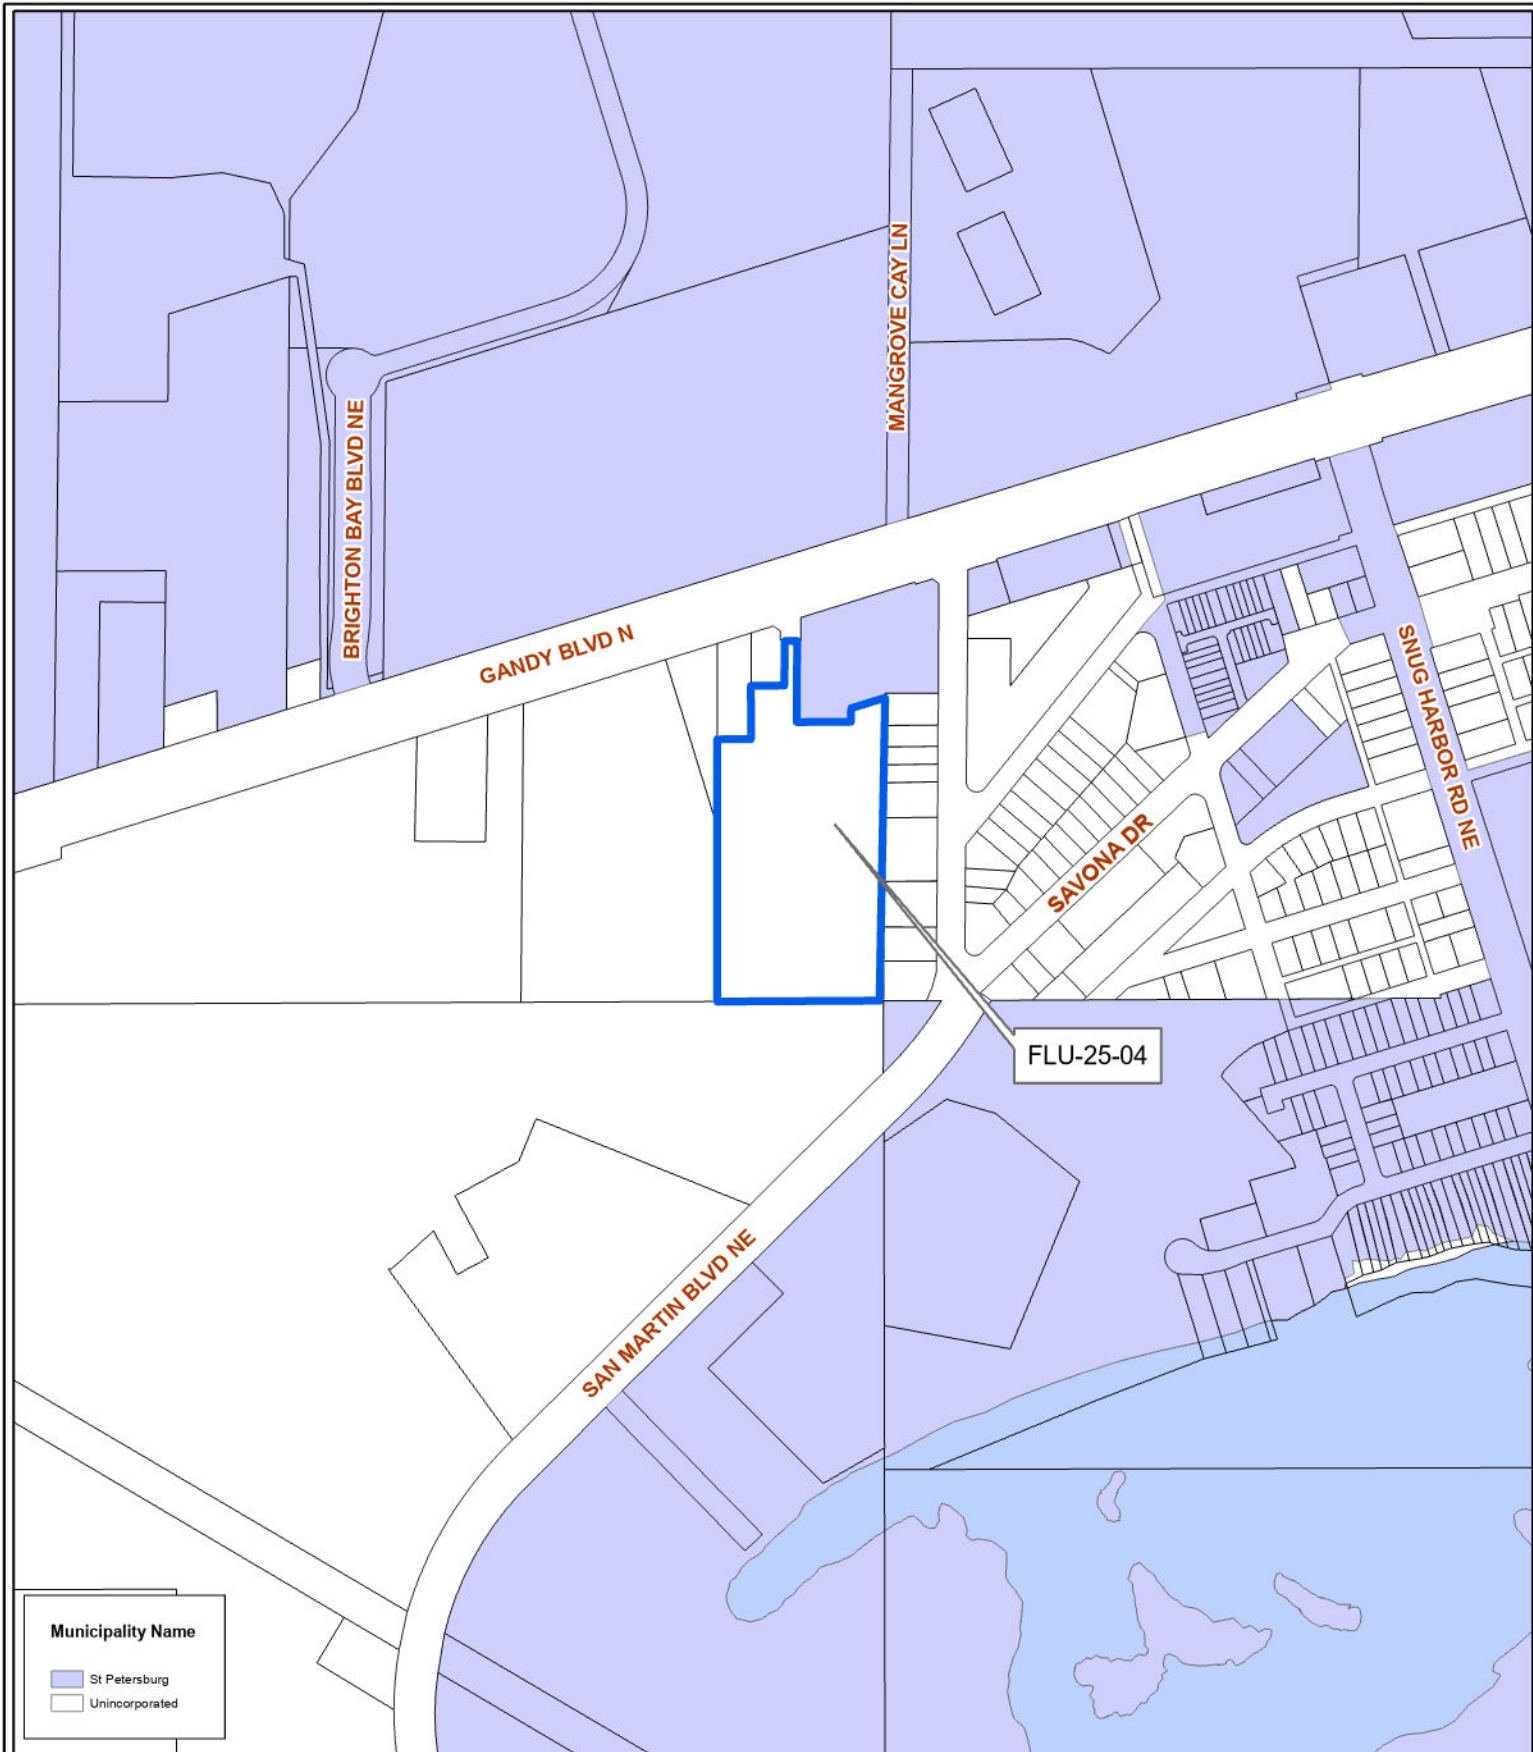 MANGROVE CAY LN
BRIGHTON BAY BLVD NE
GANDY BLVD N
SNUG HARBOR RD NE
SAVONA DR
FLU-25-04
SAN MARTIN BLVD NE
Municipality Name
St Petersburg
Unincorporated